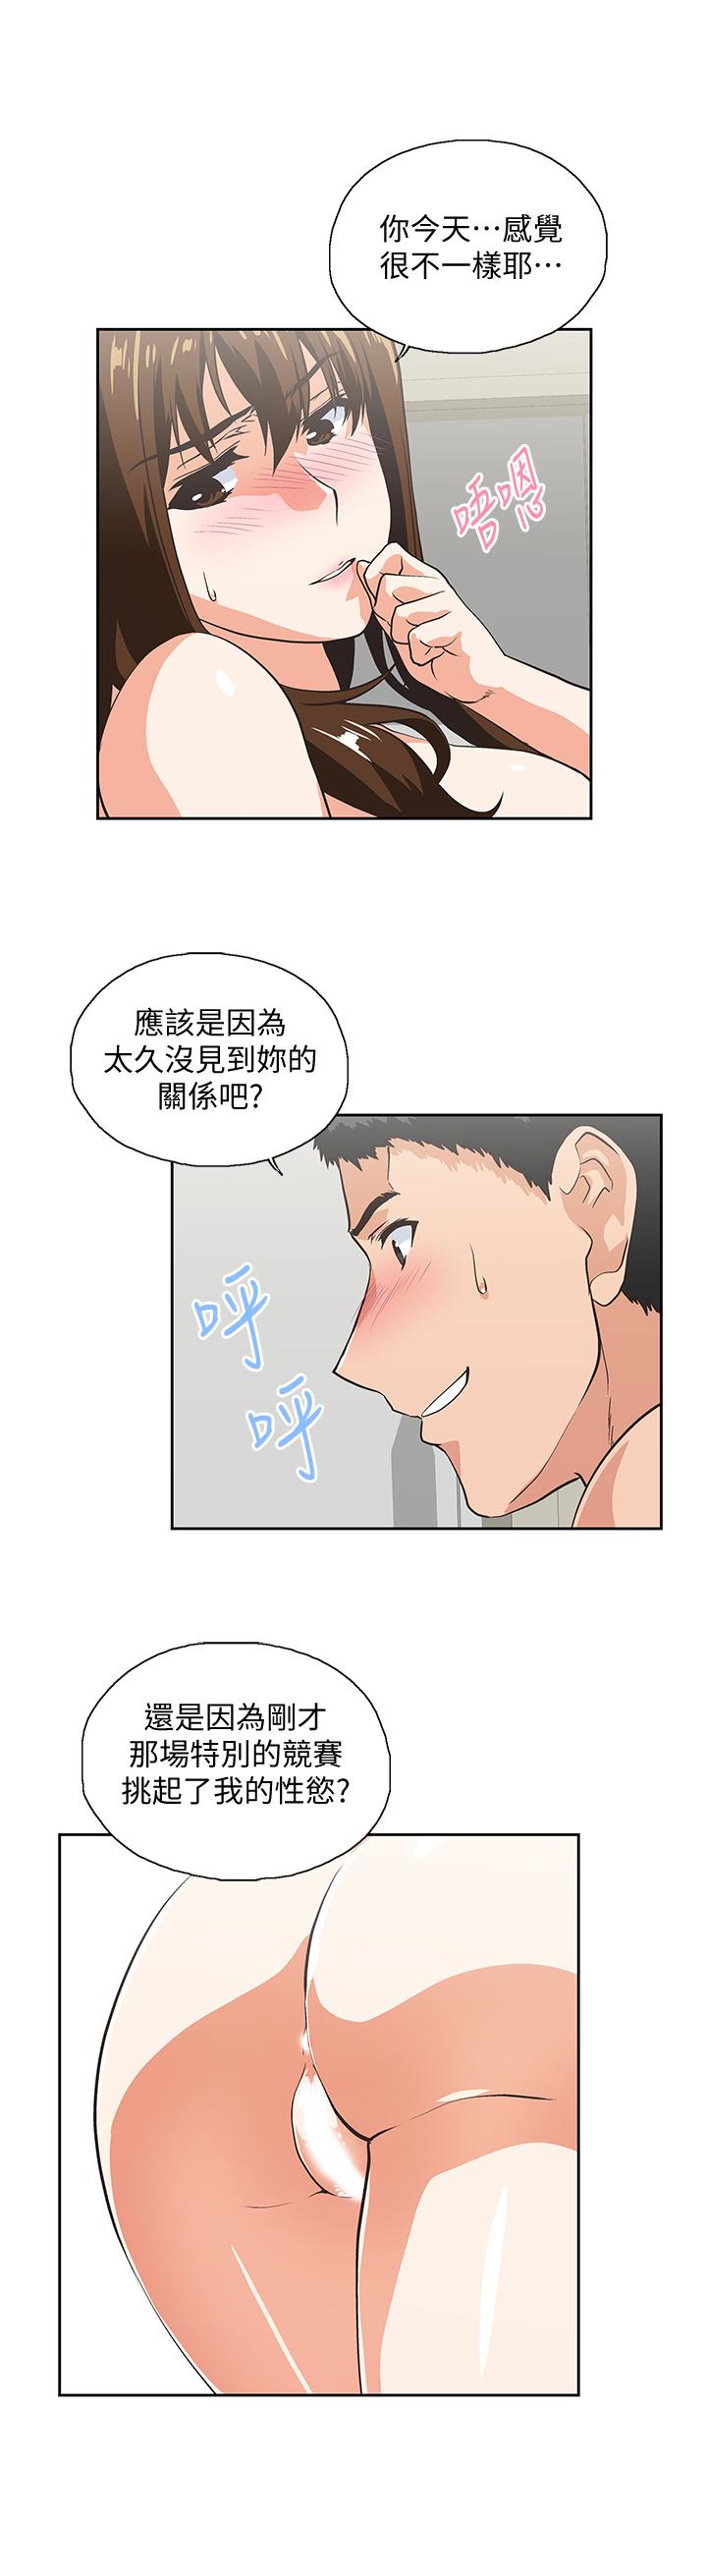 你今天…感覺
很不一樣耶…
唔嗯
應該是因為
太久沒見到妳的
關係吧?
呼
呼
還是因為剛才
那場特別的競賽
挑起了我的性慾?